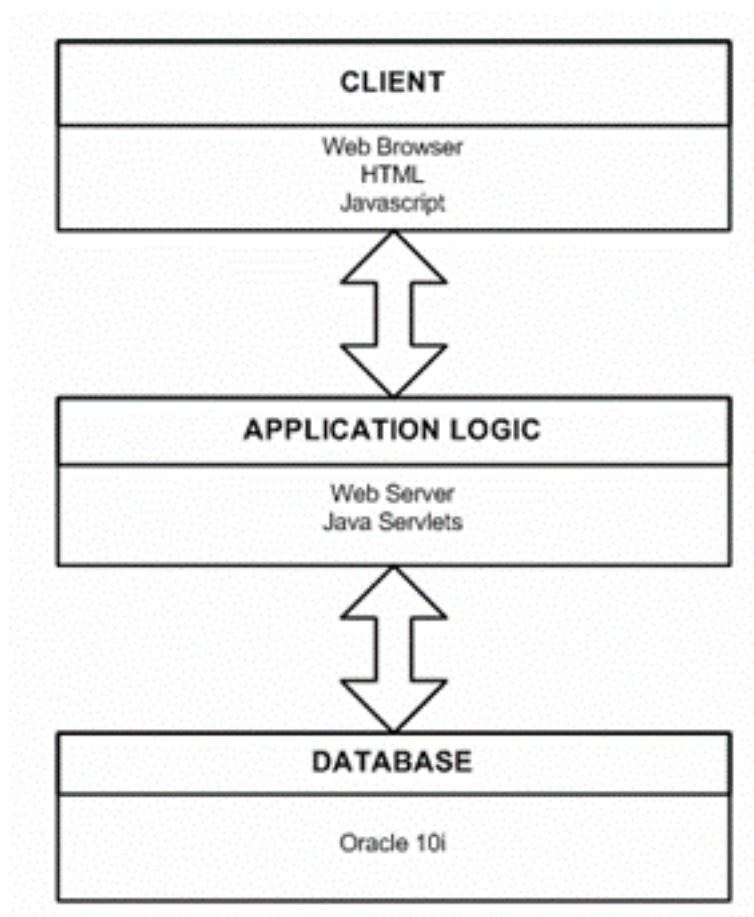 CLIENT
Web Browser
HTML
Javascript
APPLICATION LOGIC
Web Server
Java Servlets
DATABASE
Oracle 10i